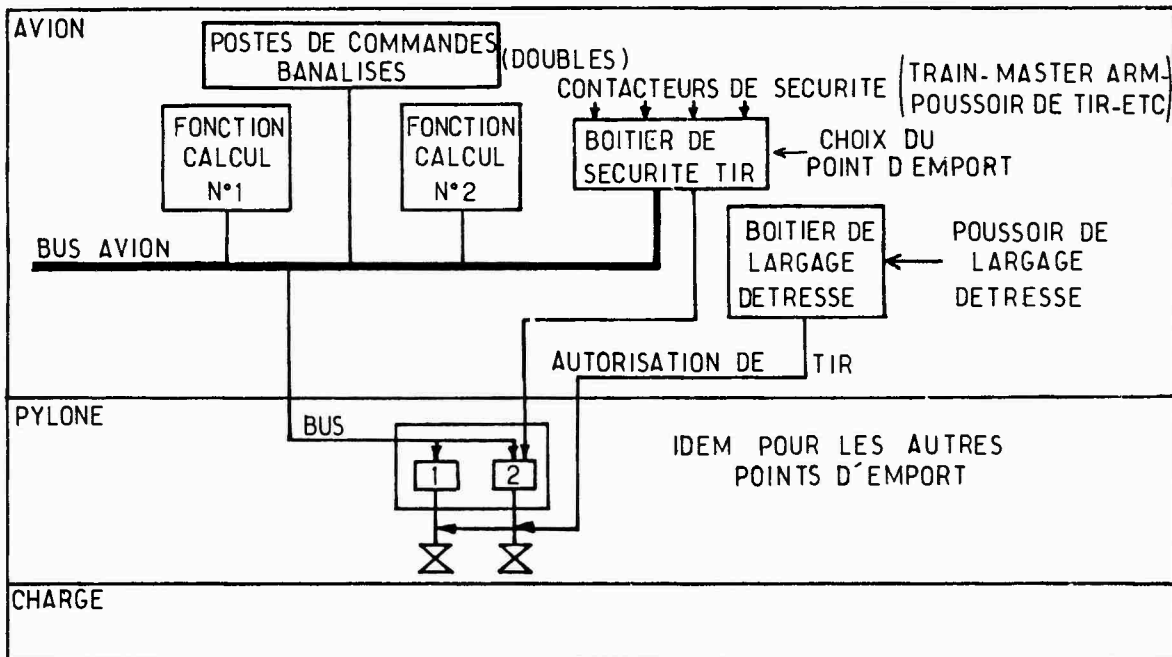 AVION
POSTES DE COMMANDES
BANALISES
(DOUBLES)
CONTACTEURS DE SECURITE
(TRAIN-MASTER ARM-
POUSSOIR DE TIR-ETC)
FONCTION
CALCUL
N°1
FONCTION
CALCUL
N°2
BOITIER DE
SECURITE TIR
CHOIX DU
POINT D EMPORT
BUS AVION
BOITIER DE
LARGAGE
DETRESSE
POUSSOIR DE
LARGAGE
DETRESSE
AUTORISATION DE TIR
PYLONE
BUS
1
2
IDEM POUR LES AUTRES
POINTS D'EMPORT
CHARGE